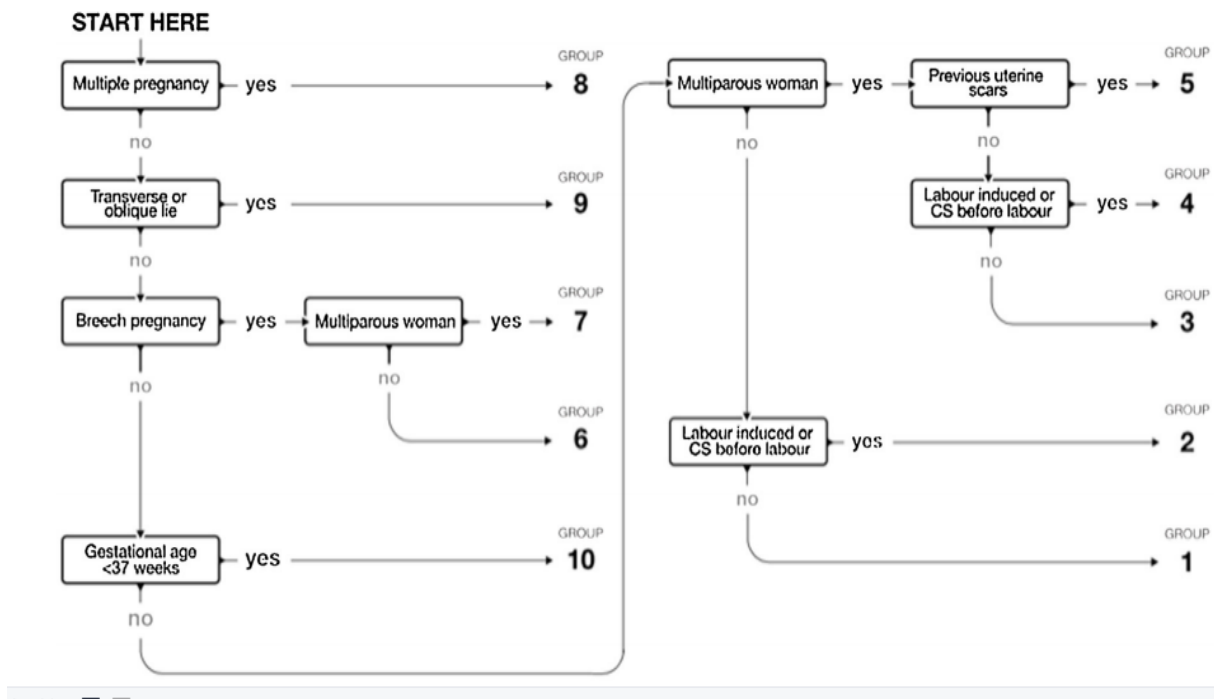 START HERE
Multiple pregnancy
yes
GROUP
8
no
Transverse or
oblique lie
yes
GROUP
9
no
Breech pregnancy
yes
Multiparous woman
yes
GROUP
7
no
GROUP
6
no
Gestational age
<37 weeks
yes
GROUP
10
no
Multiparous woman
yes
Previous uterine
scars
yes
GROUP
5
no
Labour induced or
CS before labour
yes
GROUP
4
no
GROUP
3
no
Labour induced or
CS before labour
yes
GROUP
2
no
GROUP
1